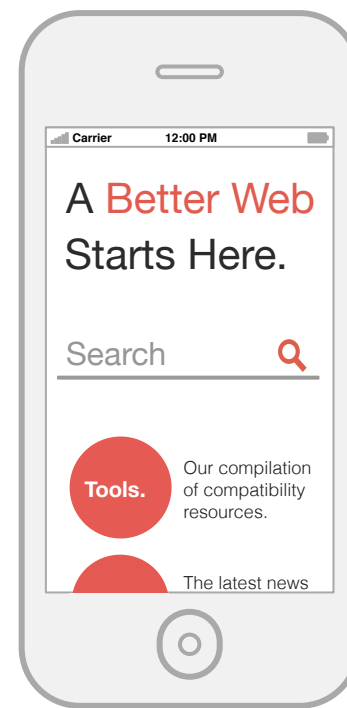 Carrier 12:00 PM
A Better Web
Starts Here.
Search
Tools.
Our compilation
of compatibility
resources.
The latest news